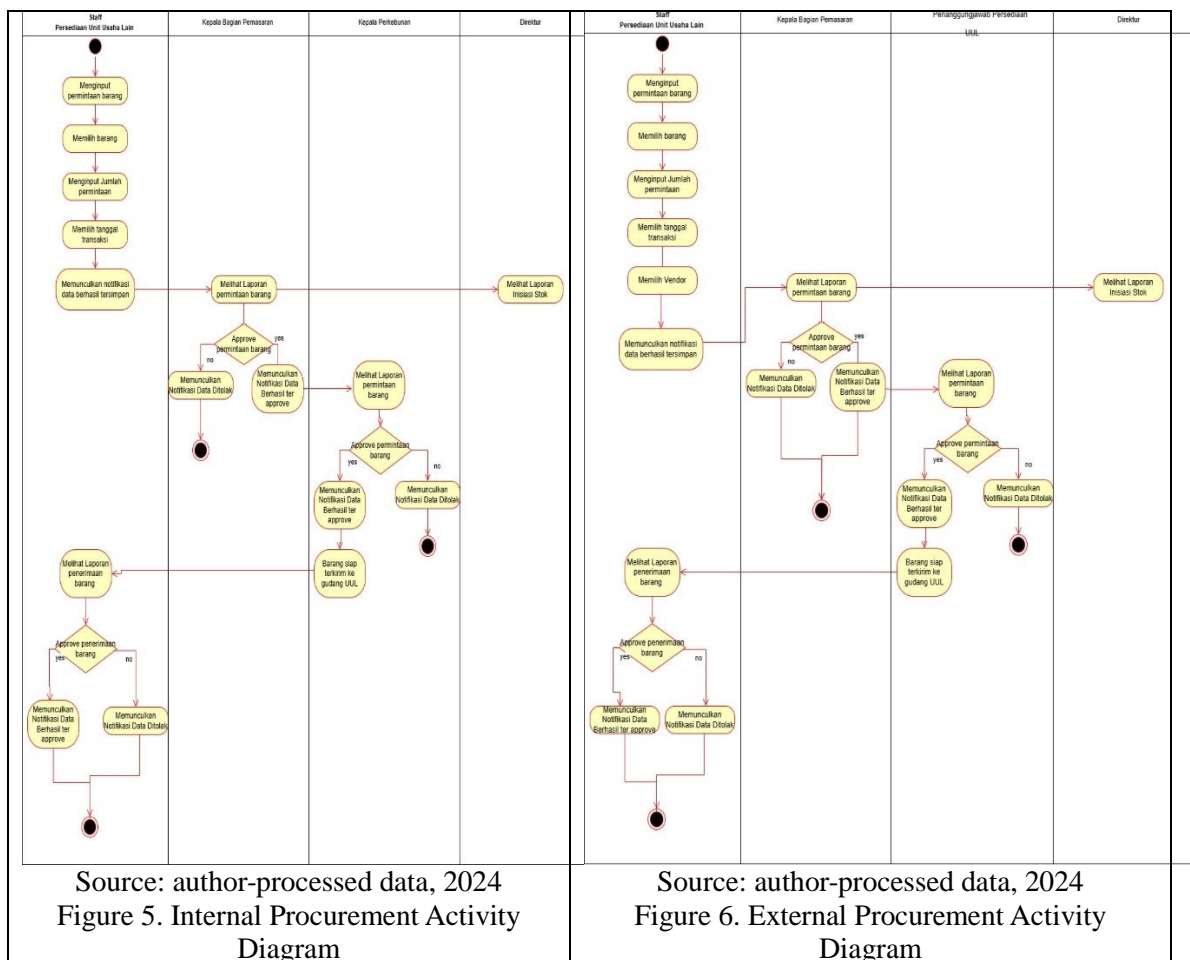 Staff
Persediaan Unit Usaha Lain
Kepala Bagian Pemasaran
Kepala Perkebunan
Direktur
Menginput
permintaan barang
Memilih barang
Menginput Jumlah
permintaan
Memilih tanggal
transaksi
Memunculkan notifikasi
data berhasil tersimpan
Melihat Laporan
permintaan barang
Melihat Laporan
Inisiasi Stok
Approve
permintaan barang
no
yes
Memunculkan
Notifikasi Data Ditolak
Memunculkan
Notifikasi Data
Berhasil ter
approve
Melihat Laporan
permintaan
barang
Approve permintaan
barang
yes
no
Memunculkan
Notifikasi Data
Berhasil ter
approve
Memunculkan
Notifikasi Data Ditolak
Barang siap
terkirim ke
gudang UUL
Melihat Laporan
penerimaan
barang
Approve penerimaan
barang
yes
no
Memunculkan
Notifikasi Data
Berhasil ter
approve
Memunculkan
Notifikasi Data Ditolak
Source: author-processed data, 2024
Figure 5. Internal Procurement Activity
Diagram
Staff
Persediaan Unit Usaha Lain
Kepala Bagian Pemasaran
Penanggungjawab Persediaan
UUL
Direktur
Menginput
permintaan barang
Memilih barang
Menginput Jumlah
permintaan
Memilih tanggal
transaksi
Memilih Vendor
Memunculkan notifikasi
data berhasil tersimpan
Melihat Laporan
permintaan barang
Melihat Laporan
Inisiasi Stok
Approve
permintaan barang
no
yes
Memunculkan
Notifikasi Data Ditolak
Memunculkan
Notifikasi Data
Berhasil ter
approve
Melihat Laporan
permintaan
barang
Approve permintaan
barang
yes
no
Memunculkan
Notifikasi Data
Berhasil ter
approve
Memunculkan
Notifikasi Data Ditolak
Barang siap
terkirim ke
gudang UUL
Melihat Laporan
penerimaan
barang
Approve penerimaan
barang
yes
no
Memunculkan
Notifikasi Data
Berhasil ter approve
Memunculkan
Notifikasi Data Ditolak
Source: author-processed data, 2024
Figure 6. External Procurement Activity
Diagram